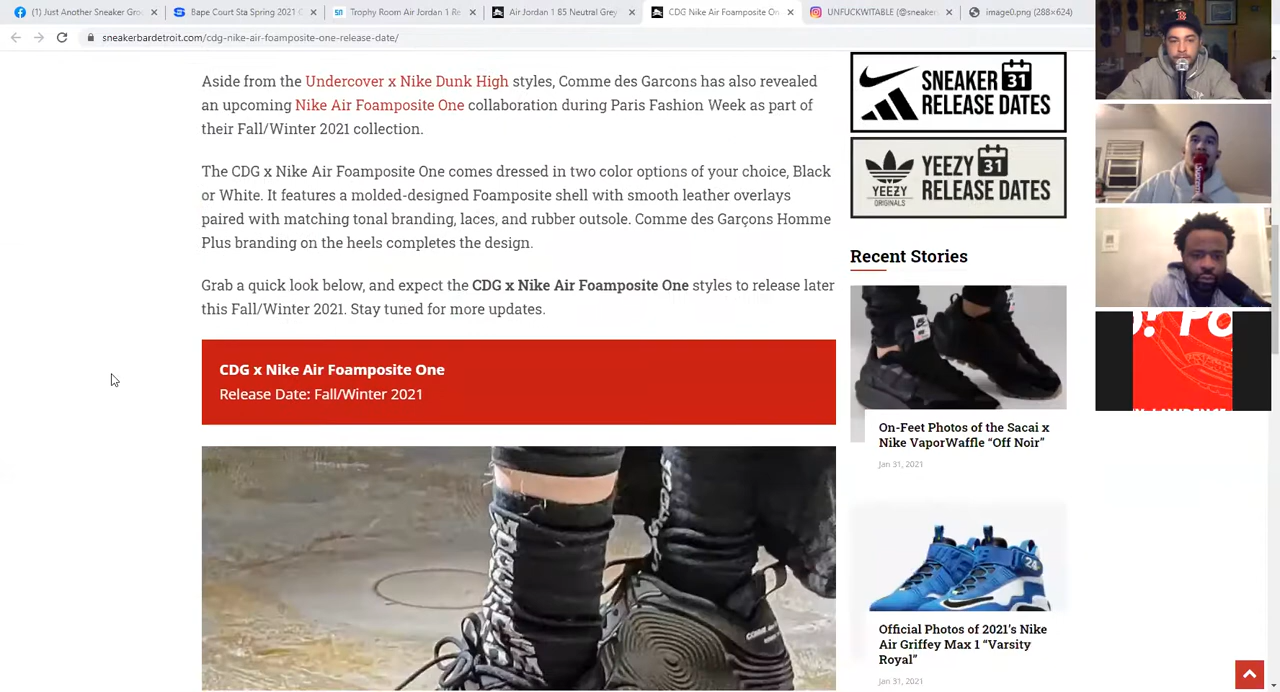 (1) Just Another Sneaker Gro
Bape Court Sta Spring 2021 C
Trophy Room Air Jordan 1 Re
Air Jordan 1 85 Neutral Grey
CDG Nike Air Foamposite On
UNFUCKWITABLE (@sneaker
image0.png (288×624)
sneakerbardetroit.com/cdg-nike-air-foamposite-one-release-date/
Aside from the Undercover x Nike Dunk High styles, Comme des Garcons has also revealed
an upcoming Nike Air Foamposite One collaboration during Paris Fashion Week as part of
their Fall/Winter 2021 collection.
The CDG x Nike Air Foamposite One comes dressed in two color options of your choice, Black
or White. It features a molded-designed Foamposite shell with smooth leather overlays
paired with matching tonal branding, laces, and rubber outsole. Comme des Garçons Homme
Plus branding on the heels completes the design.
Grab a quick look below, and expect the CDG x Nike Air Foamposite One styles to release later
this Fall/Winter 2021. Stay tuned for more updates.
CDG x Nike Air Foamposite One
Release Date: Fall/Winter 2021
SNEAKER 31
RELEASE DATES
YEEZY 31
RELEASE DATES
YEEZY
ORIGINALS
Recent Stories
On-Feet Photos of the Sacai x
Nike VaporWaffle “Off Noir”
Jan 31, 2021
24
Official Photos of 2021’s Nike
Air Griffey Max 1 “Varsity
Royal”
Jan 31, 2021
Supreme